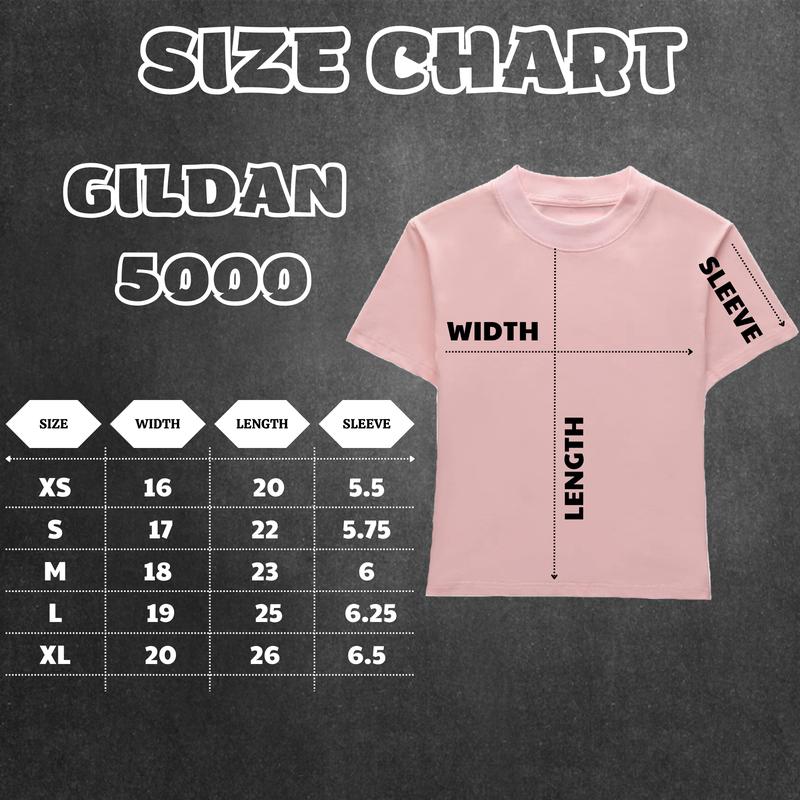 SIZE CHART
GILDAN
5000
WIDTH
LENGTH
SLEEVE
SIZE WIDTH LENGTH SLEEVE
XS 16 20 5.5
S 17 22 5.75
M 18 23 6
L 19 25 6.25
XL 20 26 6.5